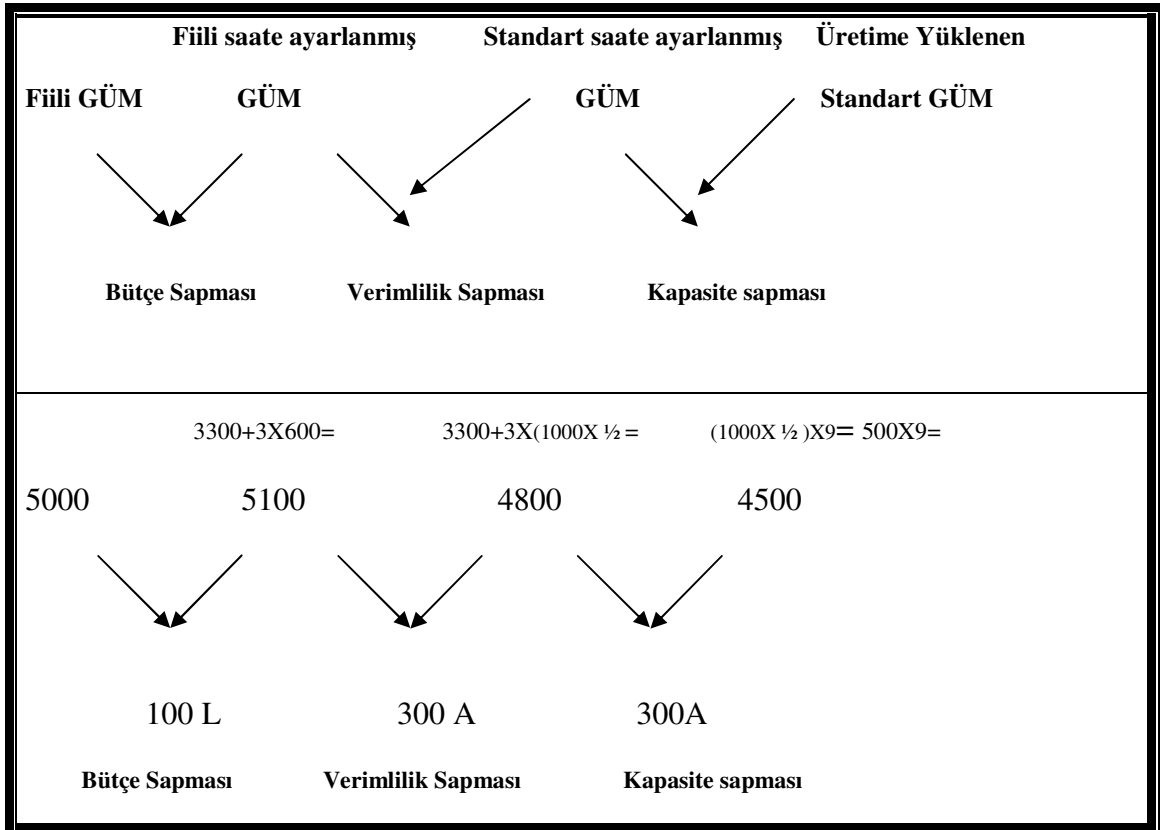 Fiili saate ayarlanmış Standart saate ayarlanmış Üretime Yüklenen
Fiili GÜM GÜM GÜM Standart GÜM
Bütçe Sapması Verimlilik Sapması Kapasite sapması
3300+3X600= 3300+3X(1000X ½ = (1000X ½ )X9= 500X9=
5000 5100 4800 4500
100 L 300 A 300A
Bütçe Sapması Verimlilik Sapması Kapasite sapması